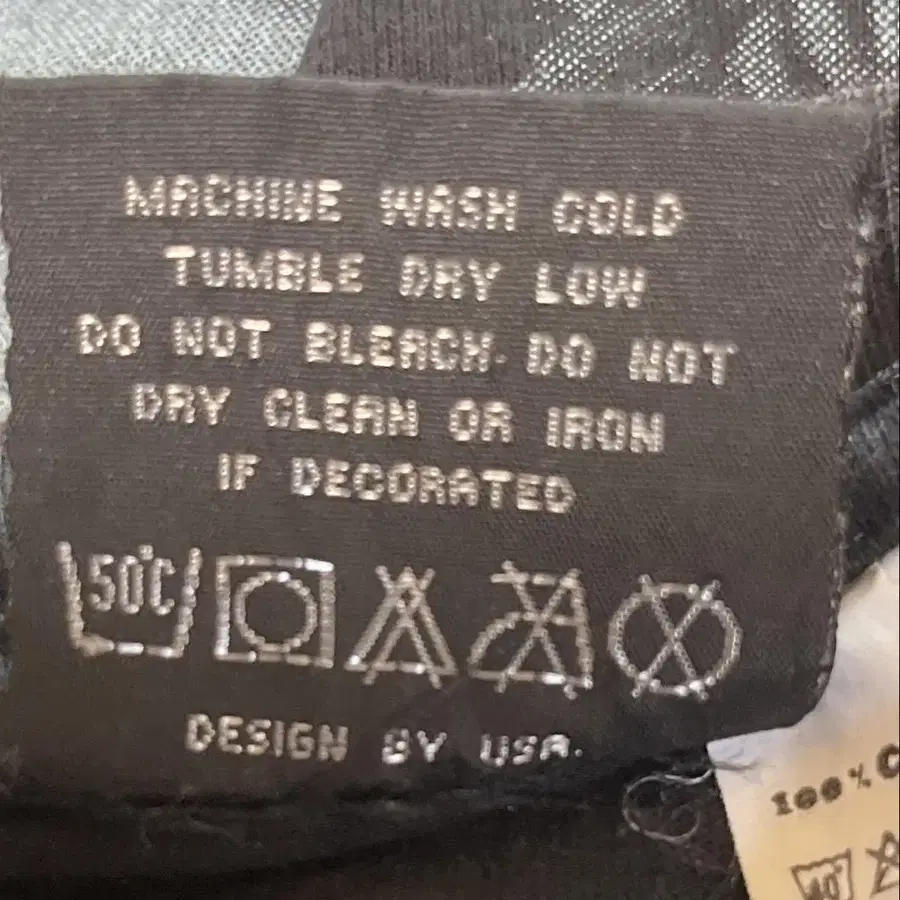 MACHINE WASH COLD
TUMBLE DRY LOW
DO NOT BLEACH. DO NOT
DRY CLEAN OR IRON
IF DECORATED
50°C
DESIGN BY USA.
100%
40°